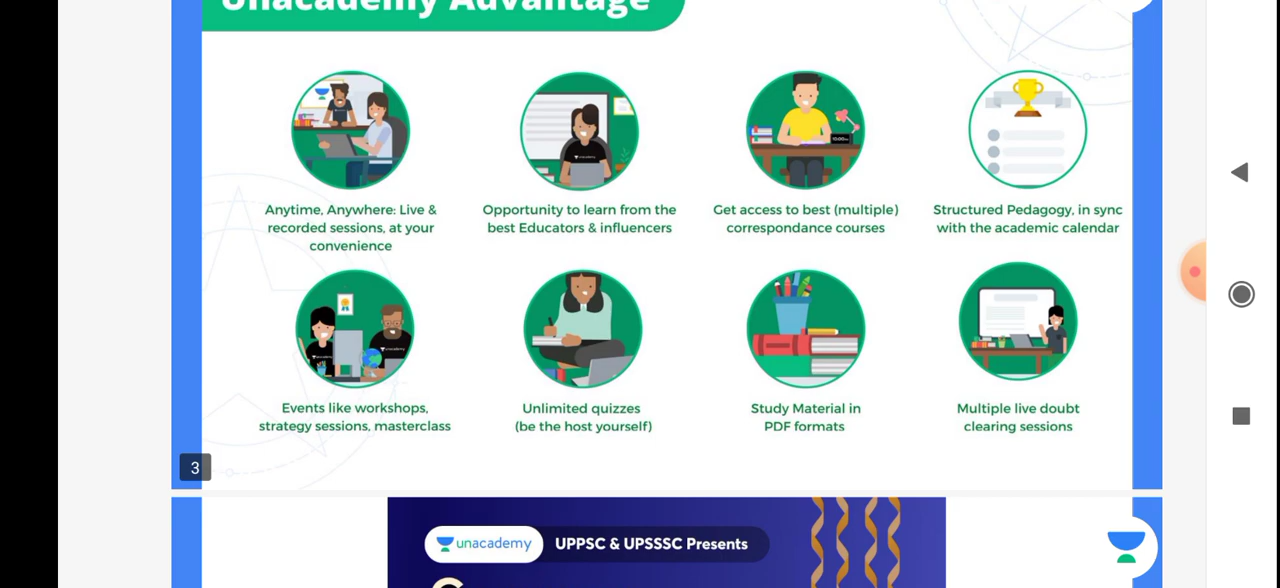 Unacademy Advantage
Anytime, Anywhere: Live &
recorded sessions, at your
convenience
Opportunity to learn from the
best Educators & influencers
Get access to best (multiple)
correspondance courses
Structured Pedagogy, in sync
with the academic calendar
Events like workshops,
strategy sessions, masterclass
Unlimited quizzes
(be the host yourself)
Study Material in
PDF formats
Multiple live doubt
clearing sessions
3
unacademy UPPSC & UPSSSC Presents